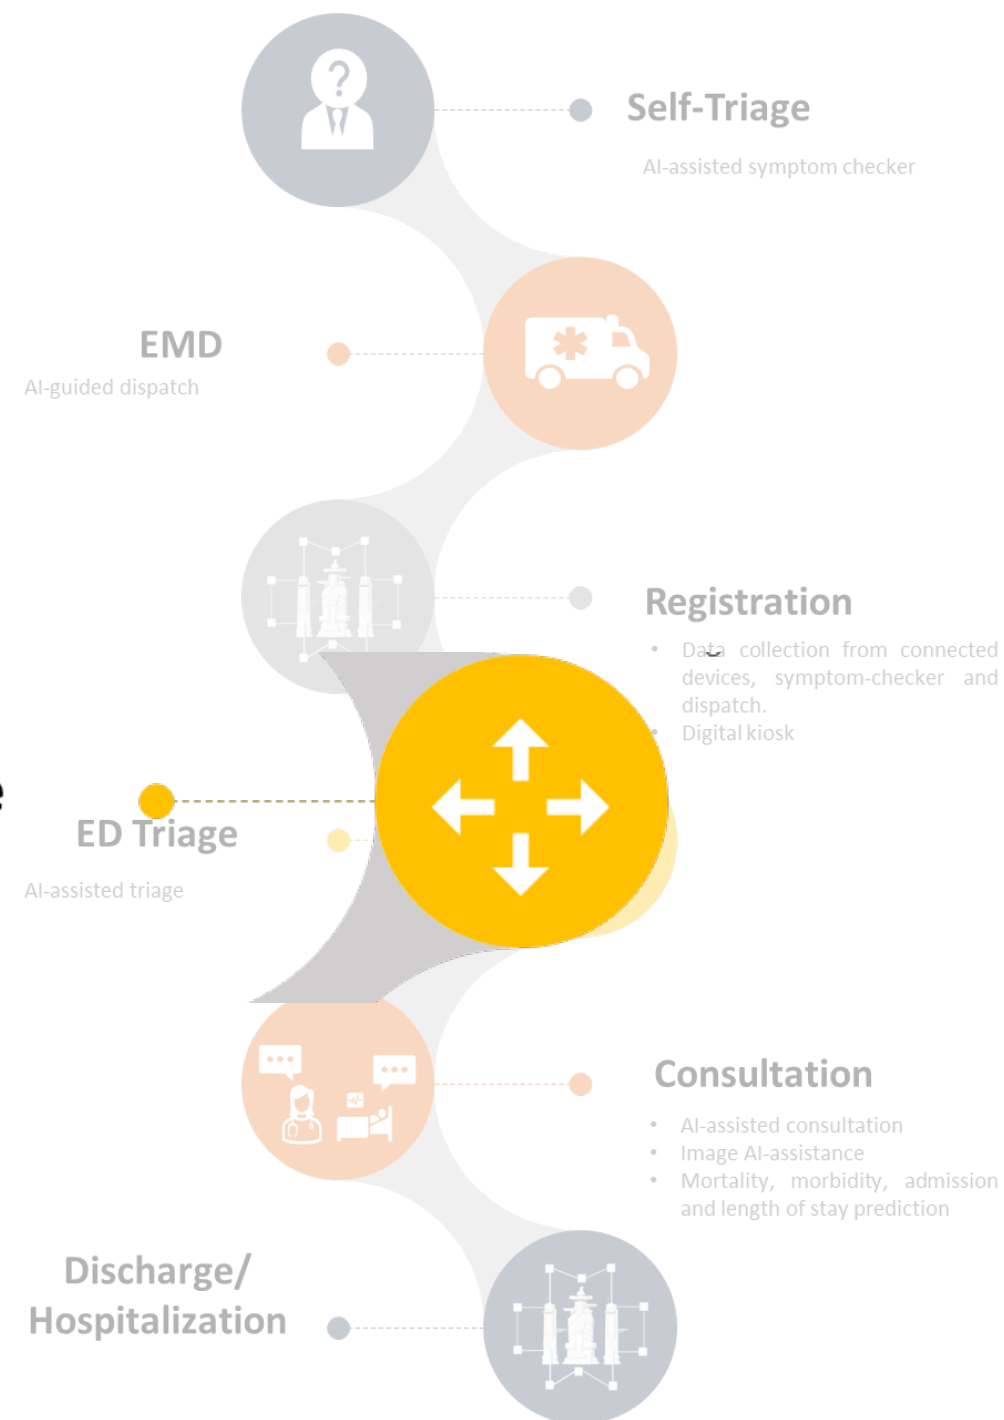 ?
Self-Triage
AI-assisted symptom checker
EMD
AI-guided dispatch
Registration
• Data collection from connected
devices, symptom-checker and
dispatch.
• Digital kiosk
e
ED Triage
AI-assisted triage
Consultation
• AI-assisted consultation
• Image AI-assistance
• Mortality, morbidity, admission
and length of stay prediction
Discharge/
Hospitalization